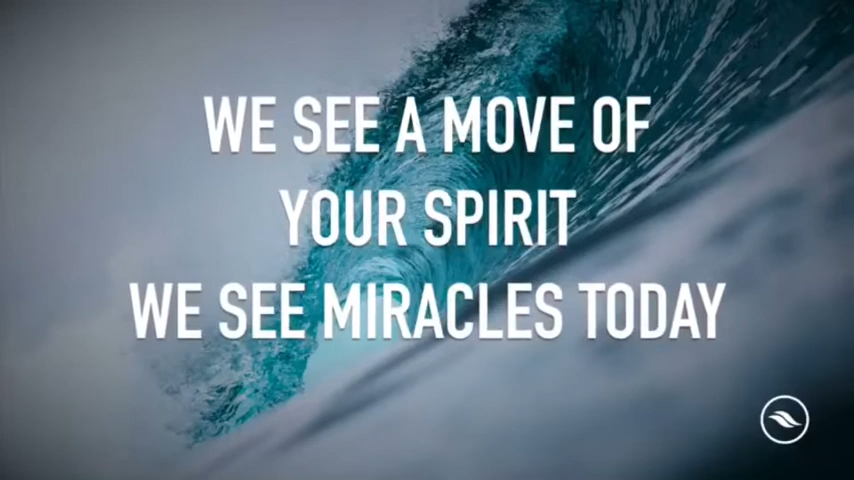 WE SEE A MOVE OF
YOUR SPIRIT
WE SEE MIRACLES TODAY